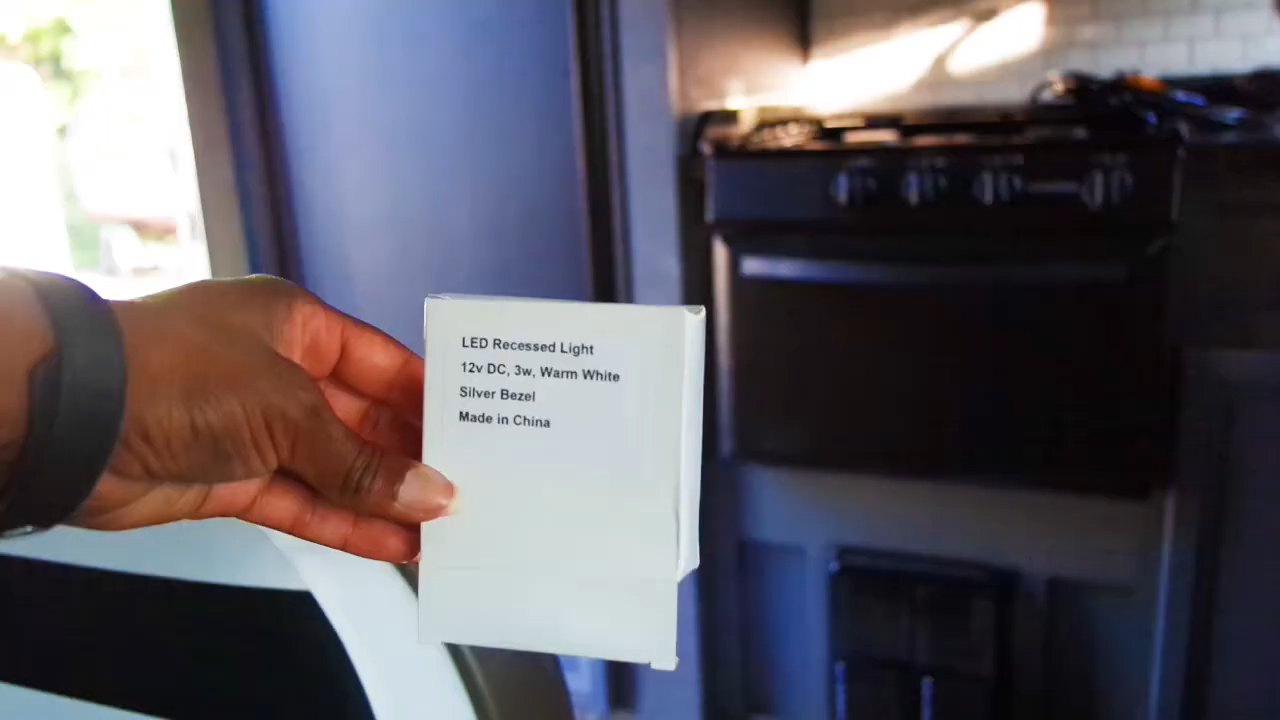 LED Recessed Light
12v DC, 3w, Warm White
Silver Bezel
Made in China